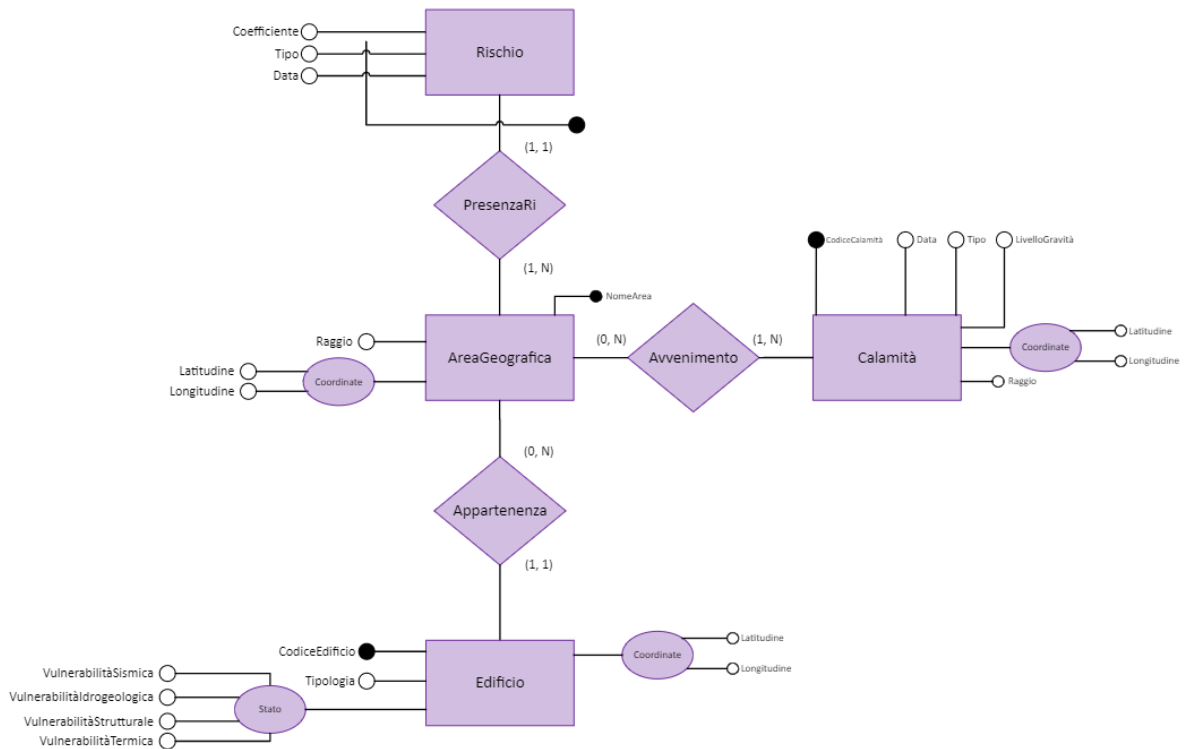 Coefficiente
Tipo
Data
Rischio
(1, 1)
PresenzaRi
(1, N)
NomeArea
Raggio
Latitudine
Longitudine
Coordinate
AreaGeografica
(0, N)
Avvenimento
(1, N)
CodiceCalamità
Data
Tipo
LivelloGravità
Calamità
Coordinate
Latitudine
Longitudine
Raggio
(0, N)
Appartenenza
(1, 1)
CodiceEdificio
Tipologia
Edificio
Coordinate
Latitudine
Longitudine
VulnerabilitàSismica
VulnerabilitàIdrogeologica
VulnerabilitàStrutturale
VulnerabilitàTermica
Stato